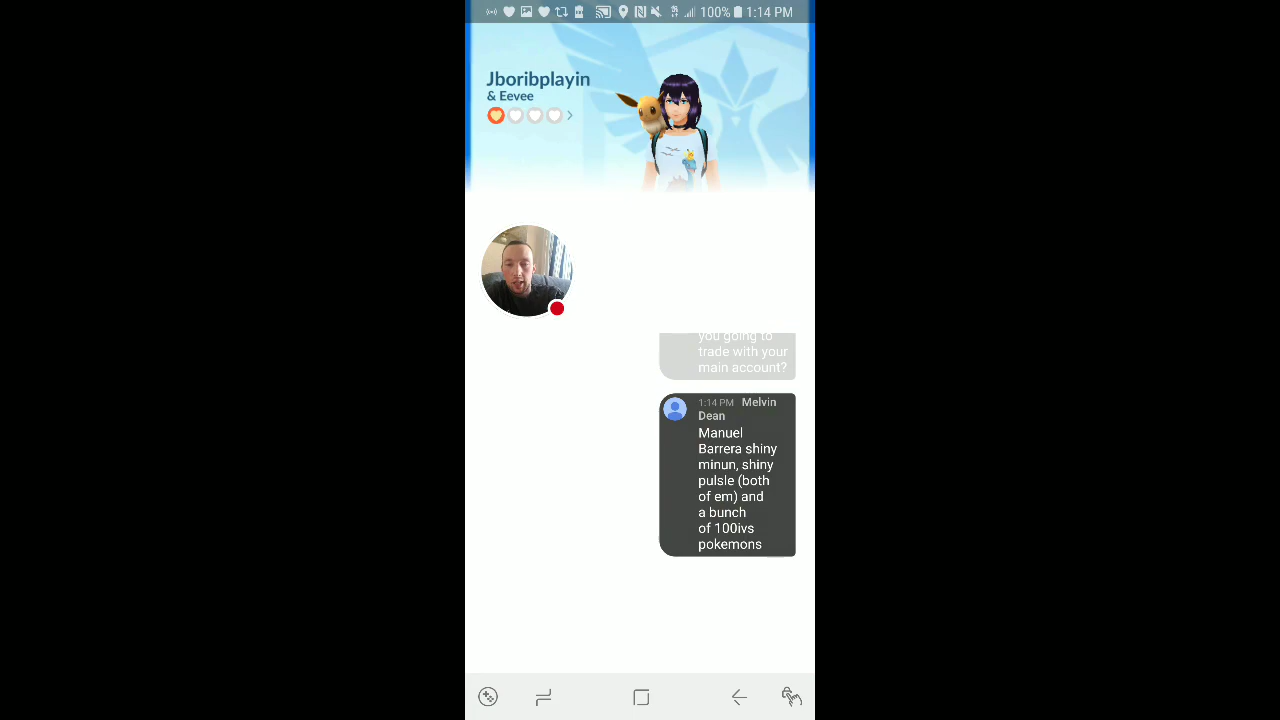 100% 1:14 PM
Jboribplayin
& Eevee
you going to
trade with your
main account?
1:14 PM Melvin
Dean
Manuel
Barrera shiny
minun, shiny
pulsle (both
of em) and
a bunch
of 100ivs
pokemons